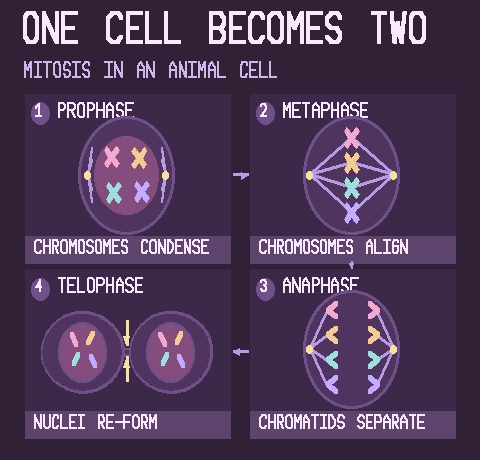 ONE CELL BECOMES TWO
MITOSIS IN AN ANIMAL CELL
1 PROPHASE
CHROMOSOMES CONDENSE
2 METAPHASE
CHROMOSOMES ALIGN
3 ANAPHASE
CHROMATIDS SEPARATE
4 TELOPHASE
NUCLEI RE-FORM